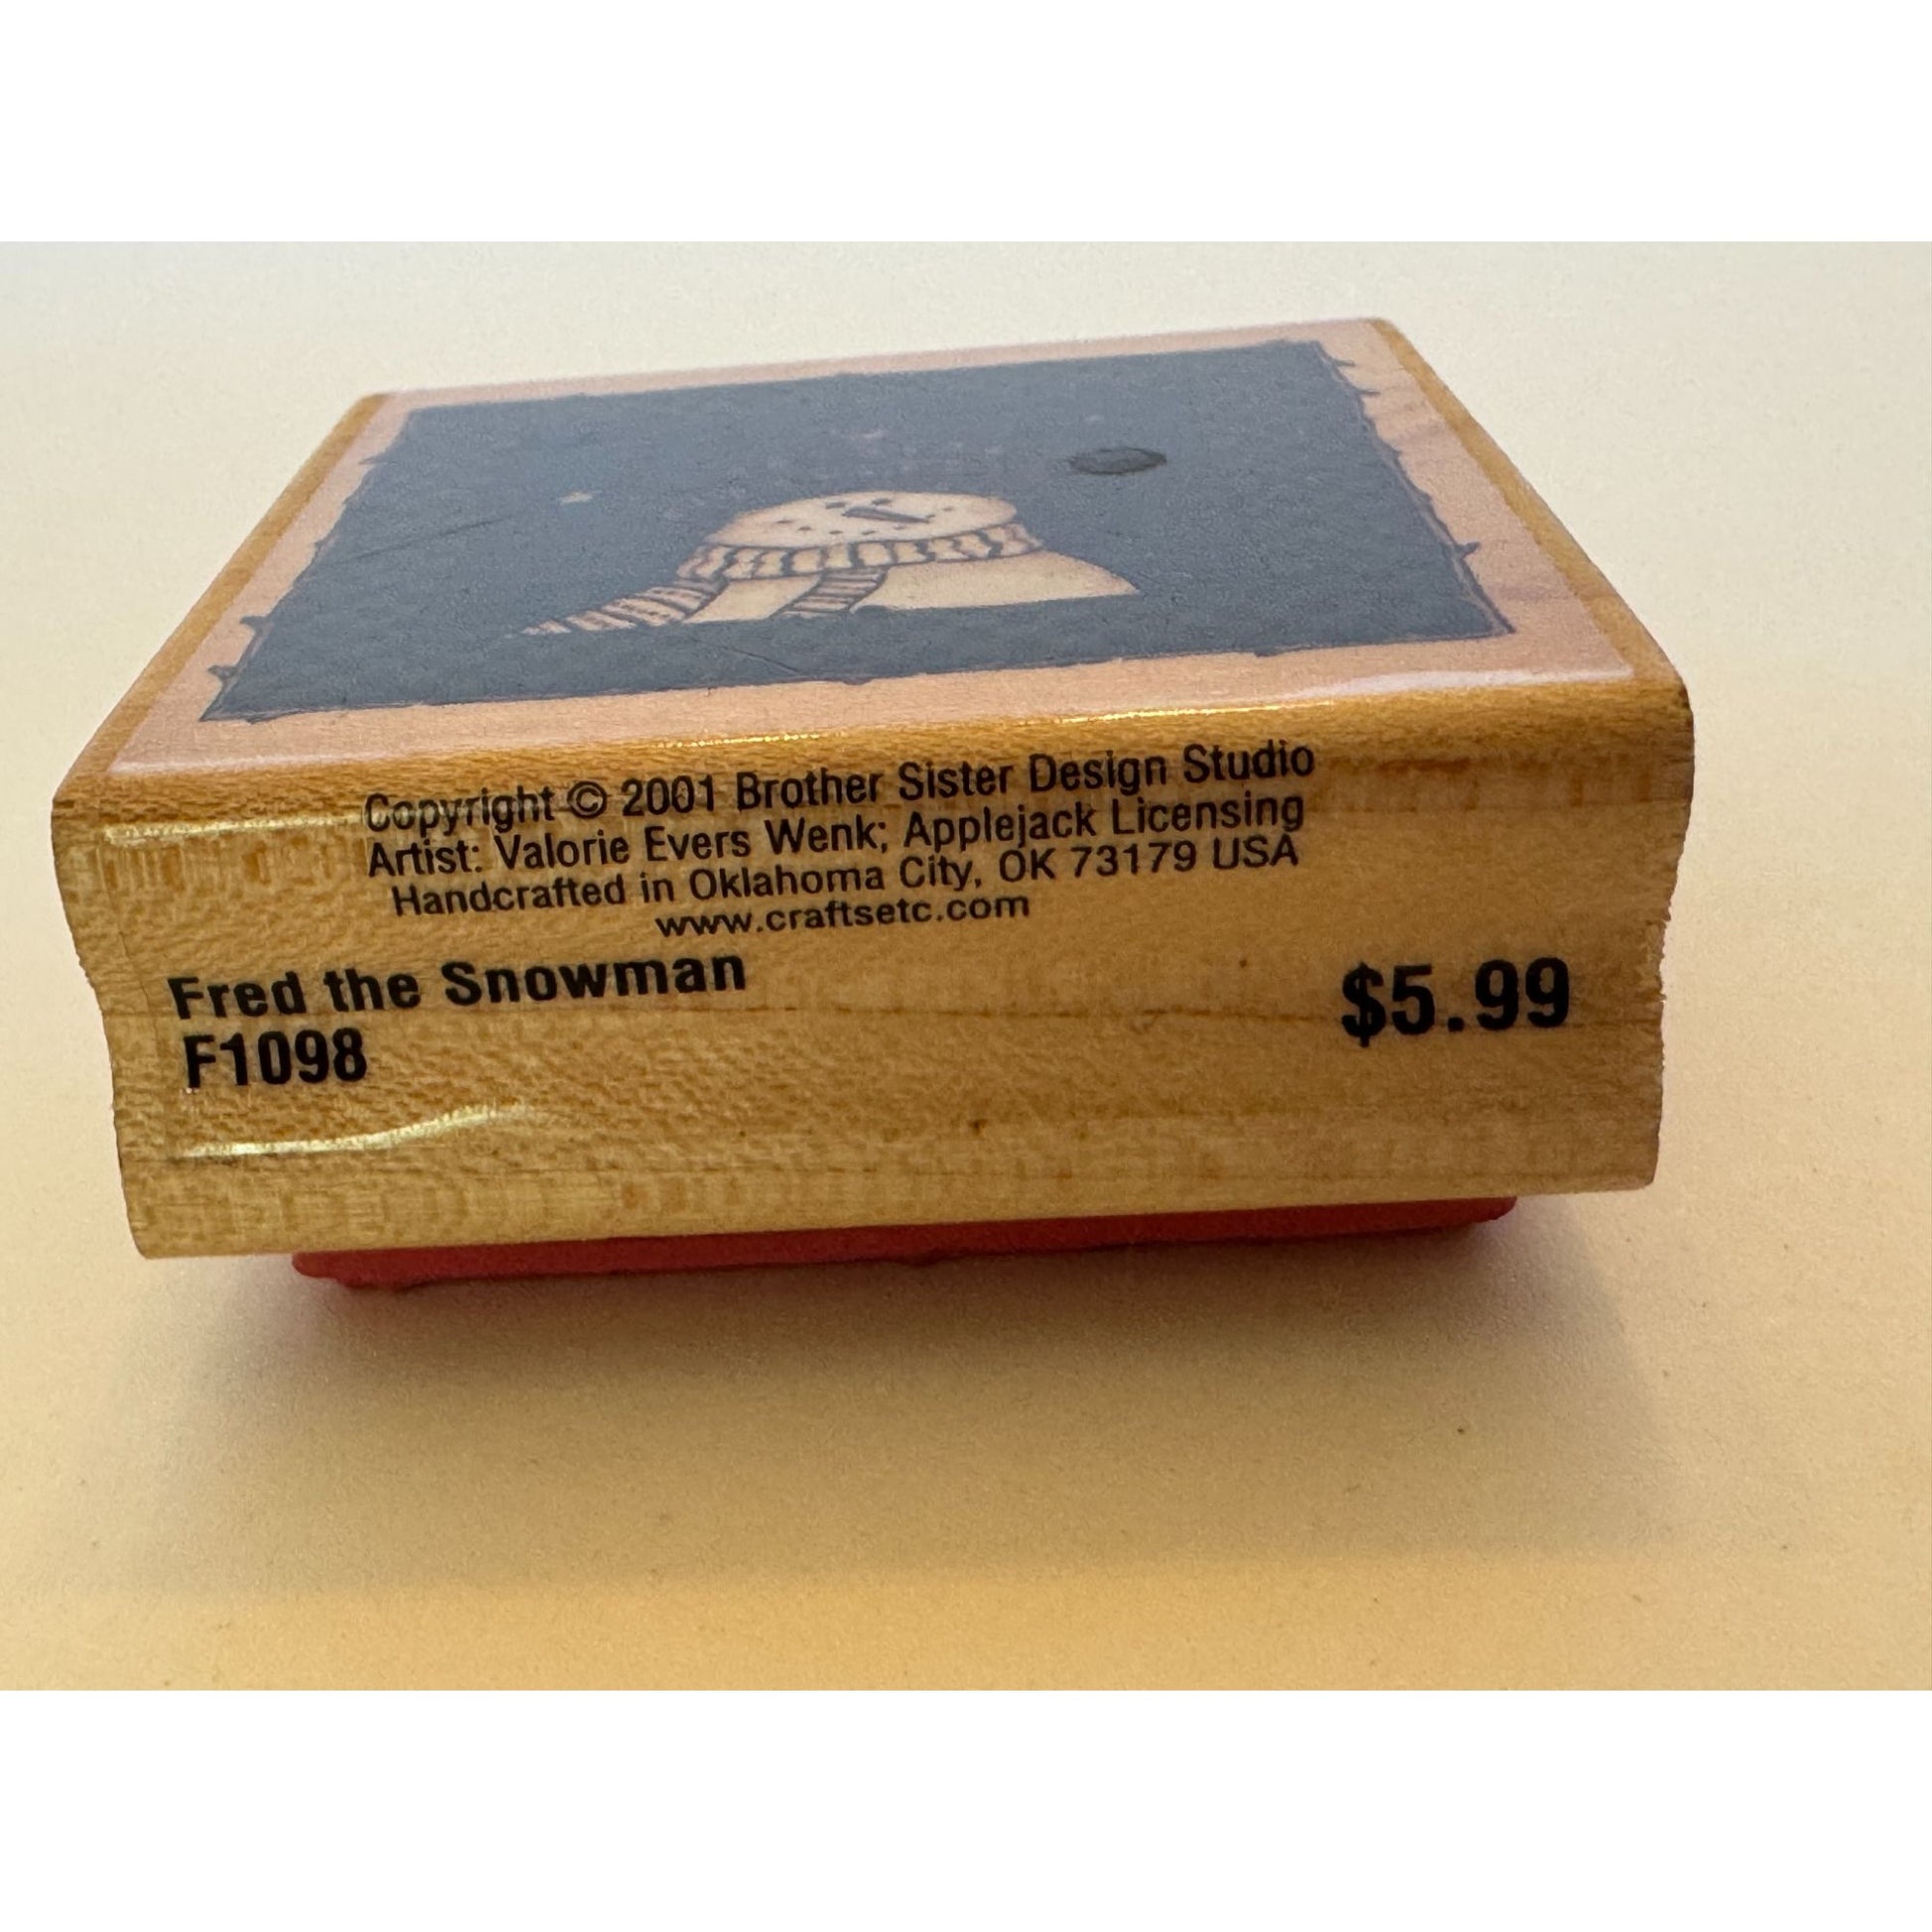 Copyright © 2001 Brother Sister Design Studio
Artist: Valorie Evers Wenk; Applejack Licensing
Handcrafted in Oklahoma City, OK 73179 USA
www.craftsetc.com
Fred the Snowman
F1098
$5.99